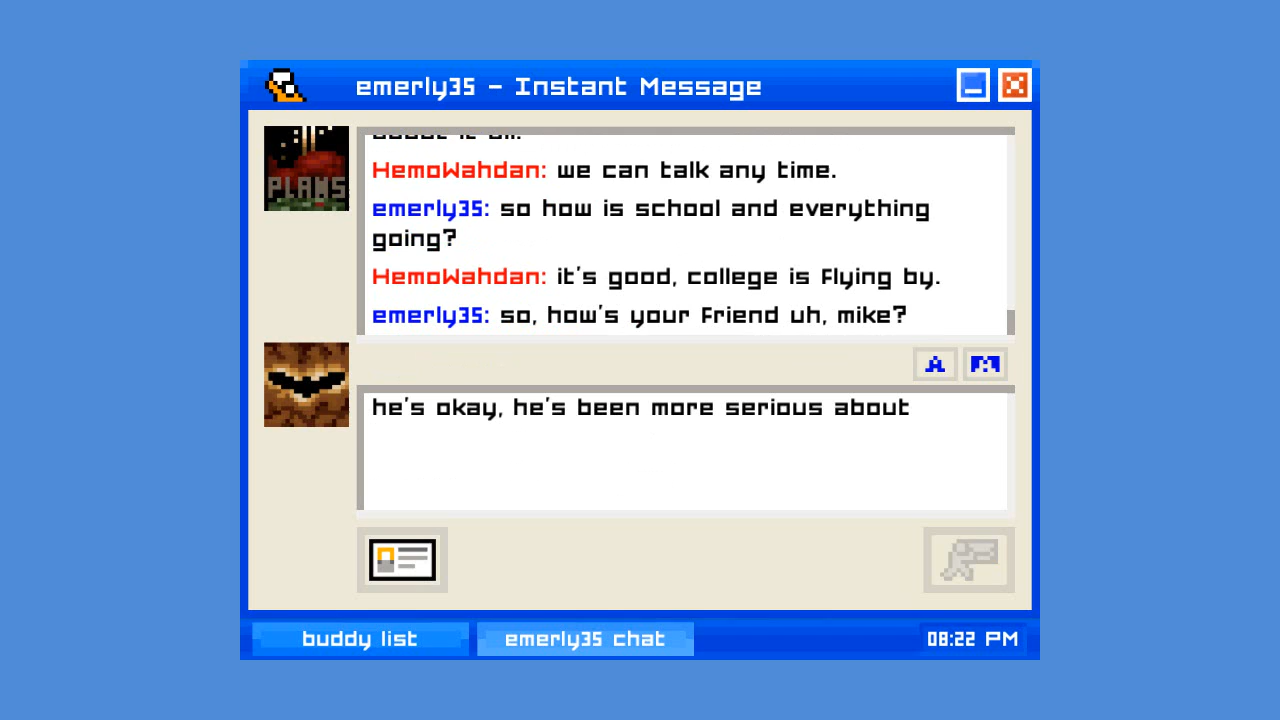 emerly35 - Instant Message
PLANS
HemoWahdan: we can talk any time.
emerly35: so how is school and everything
going?
HemoWahdan: it's good, college is flying by.
emerly35: so, how's your friend uh, mike?
A
he's okay, he's been more serious about
buddy list
emerly35 chat
08:22 PM